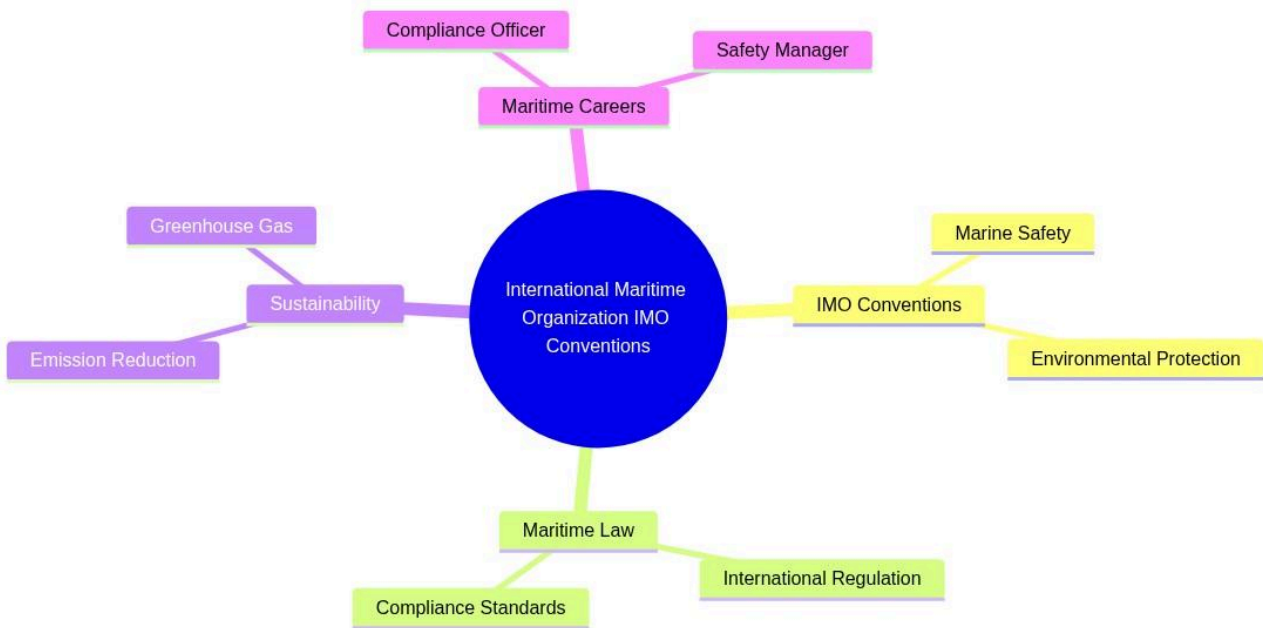 Compliance Officer
Safety Manager
Maritime Careers
Greenhouse Gas
Sustainability
Emission Reduction
International Maritime
Organization IMO
Conventions
Marine Safety
IMO Conventions
Environmental Protection
Maritime Law
International Regulation
Compliance Standards